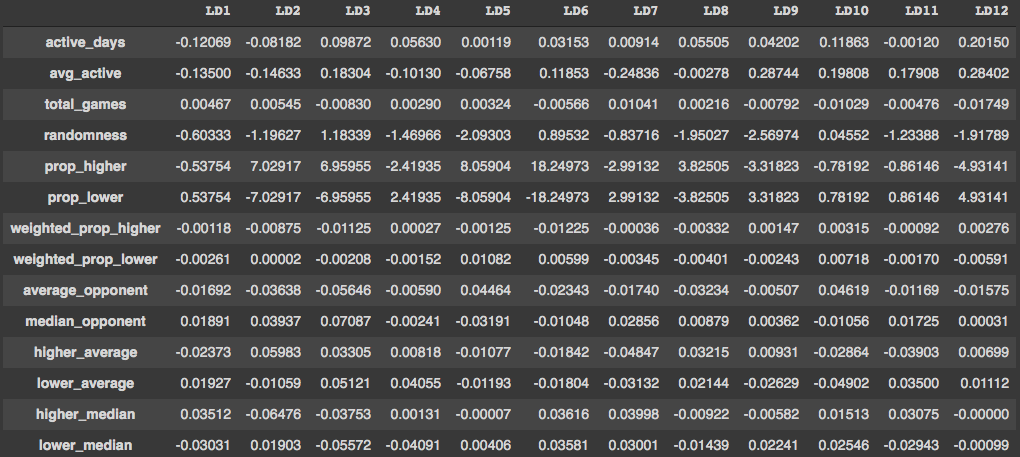 LD1 LD2 LD3 LD4 LD5 LD6 LD7 LD8 LD9 LD10 LD11 LD12
active_days -0.12069 -0.08182 0.09872 0.05630 0.00119 0.03153 0.00914 0.05505 0.04202 0.11863 -0.00120 0.20150
avg_active -0.13500 -0.14633 0.18304 -0.10130 -0.06758 0.11853 -0.24836 -0.00278 0.28744 0.19808 0.17908 0.28402
total_games 0.00467 0.00545 -0.00830 0.00290 0.00324 -0.00566 0.01041 0.00216 -0.00792 -0.01029 -0.00476 -0.01749
randomness -0.60333 -1.19627 1.18339 -1.46966 -2.09303 0.89532 -0.83716 -1.95027 -2.56974 0.04552 -1.23388 -1.91789
prop_higher -0.53754 7.02917 6.95955 -2.41935 8.05904 18.24973 -2.99132 3.82505 -3.31823 -0.78192 -0.86146 -4.93141
prop_lower 0.53754 -7.02917 -6.95955 2.41935 -8.05904 -18.24973 2.99132 -3.82505 3.31823 0.78192 0.86146 4.93141
weighted_prop_higher -0.00118 -0.00875 -0.01125 0.00027 -0.00125 -0.01225 -0.00036 -0.00332 0.00147 0.00315 -0.00092 0.00276
weighted_prop_lower -0.00261 0.00002 -0.00208 -0.00152 0.01082 0.00599 -0.00345 -0.00401 -0.00243 0.00718 -0.00170 -0.00591
average_opponent -0.01692 -0.03638 -0.05646 -0.00590 0.04464 -0.02343 -0.01740 -0.03234 -0.00507 0.04619 -0.01169 -0.01575
median_opponent 0.01891 0.03937 0.07087 -0.00241 -0.03191 -0.01048 0.02856 0.00879 0.00362 -0.01056 0.01725 0.00031
higher_average -0.02373 0.05983 0.03305 0.00818 -0.01077 -0.01842 -0.04847 0.03215 0.00931 -0.02864 -0.03903 0.00699
lower_average 0.01927 -0.01059 0.05121 0.04055 -0.01193 -0.01804 -0.03132 0.02144 -0.02629 -0.04902 0.03500 0.01112
higher_median 0.03512 -0.06476 -0.03753 0.00131 -0.00007 0.03616 0.03998 -0.00922 -0.00582 0.01513 0.03075 -0.00000
lower_median -0.03031 0.01903 -0.05572 -0.04091 0.00406 0.03581 0.03001 -0.01439 0.02241 0.02546 -0.02943 -0.00099